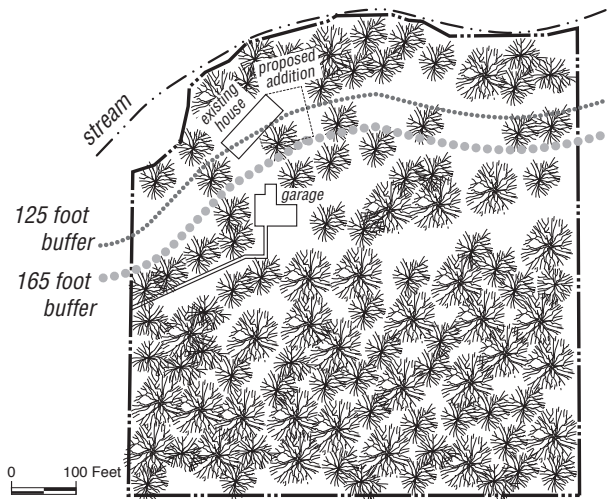 proposed
addition
existing
house
stream
garage
125 foot
buffer
165 foot
buffer
0 100 Feet